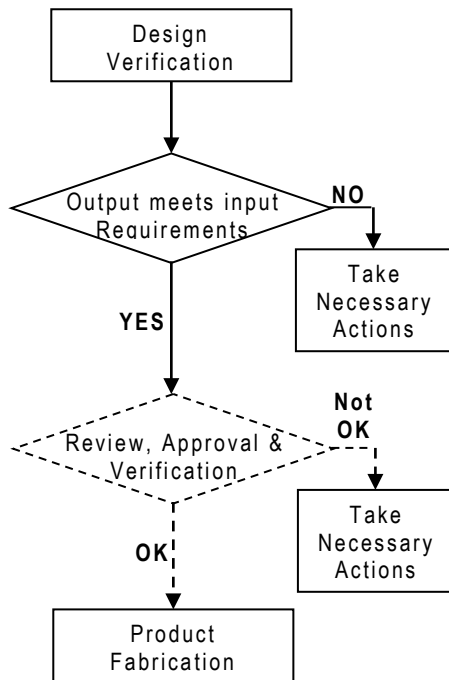 Design
Verification
Output meets input
Requirements
NO
Take
Necessary
Actions
YES
Not
OK
Review, Approval &
Verification
Take
Necessary
Actions
OK
Product
Fabrication